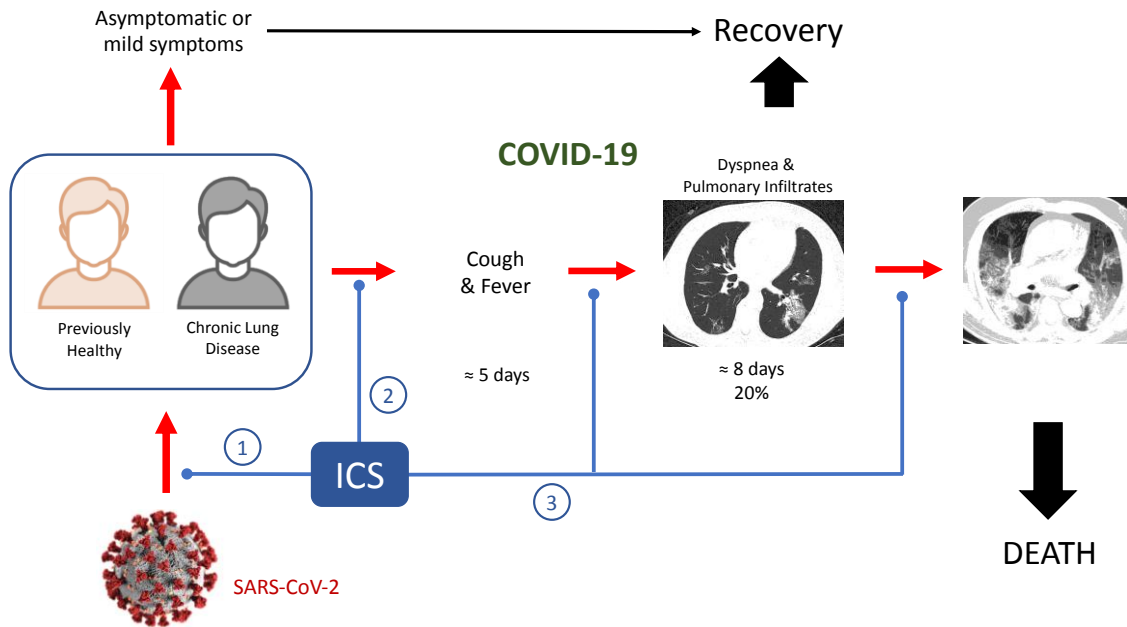 Asymptomatic or
mild symptoms
Recovery
COVID-19
Dyspnea &
Pulmonary Infiltrates
Cough
& Fever
Previously
Healthy
Chronic Lung
Disease
≈ 5 days
≈ 8 days
20%
2
1
ICS
3
DEATH
SARS-CoV-2